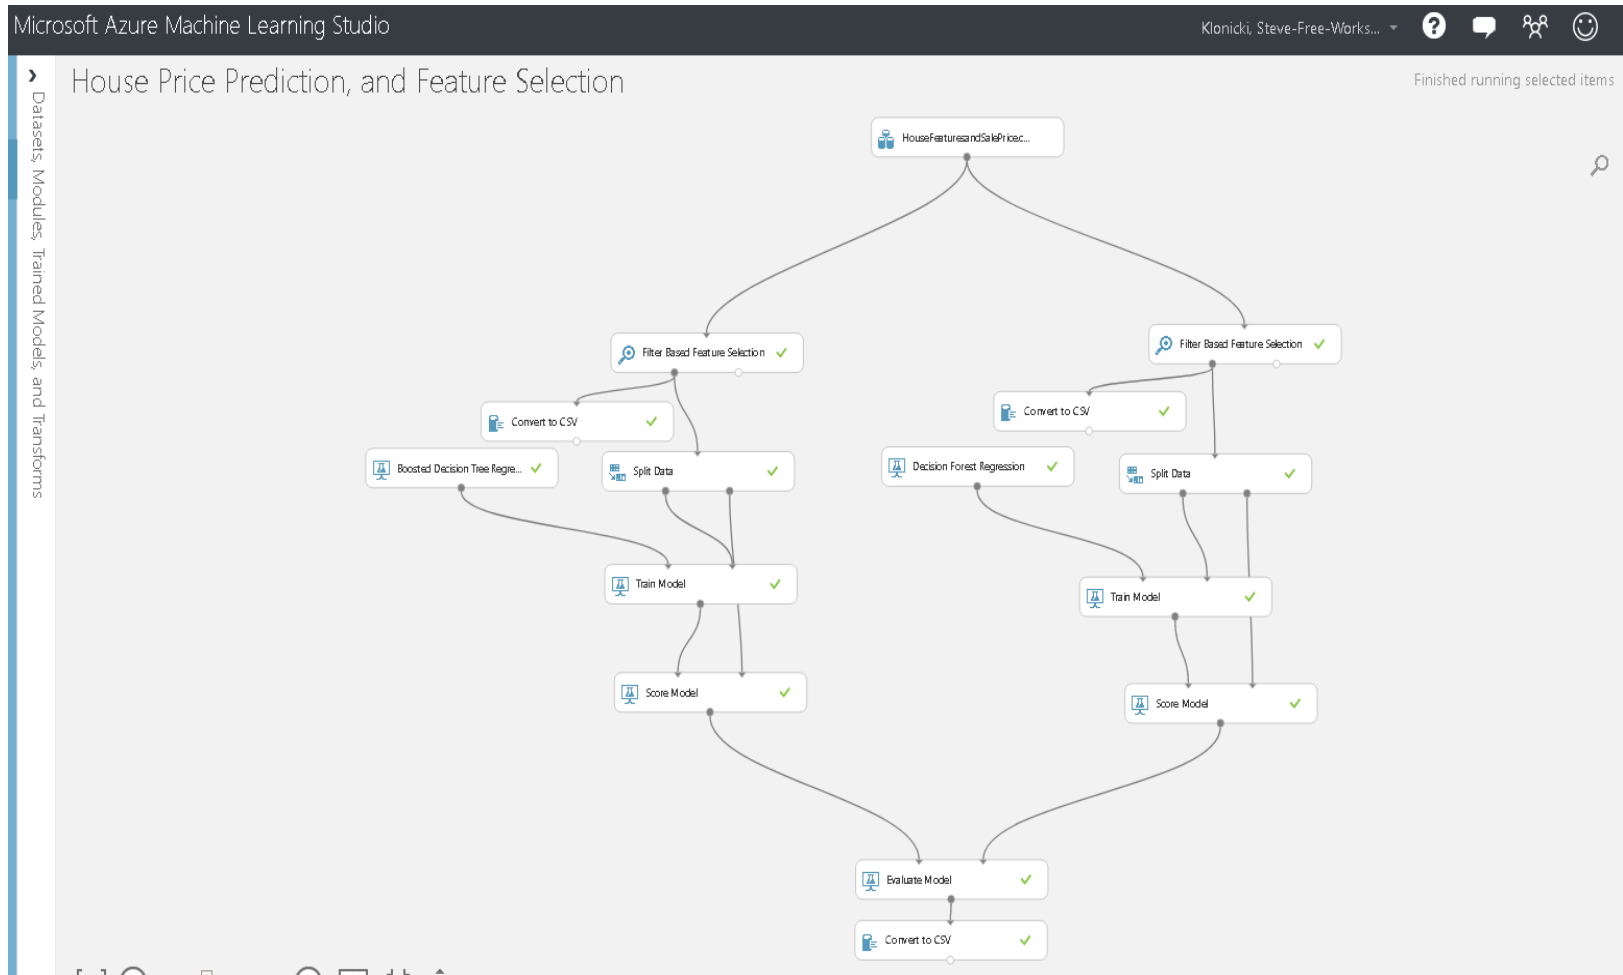 Microsoft Azure Machine Learning Studio
Klonicki, Steve-Free-Works...
?
House Price Prediction, and Feature Selection
Finished running selected items
Datasets, Modules, Trained Models, and Transforms
HouseFeaturesandSalePrice.c...
Filter Based Feature Selection
Filter Based Feature Selection
Convert to CSV
Convert to CSV
Boosted Decision Tree Regre...
Split Data
Decision Forest Regression
Split Data
Train Model
Train Model
Score Model
Score Model
Evaluate Model
Convert to CSV